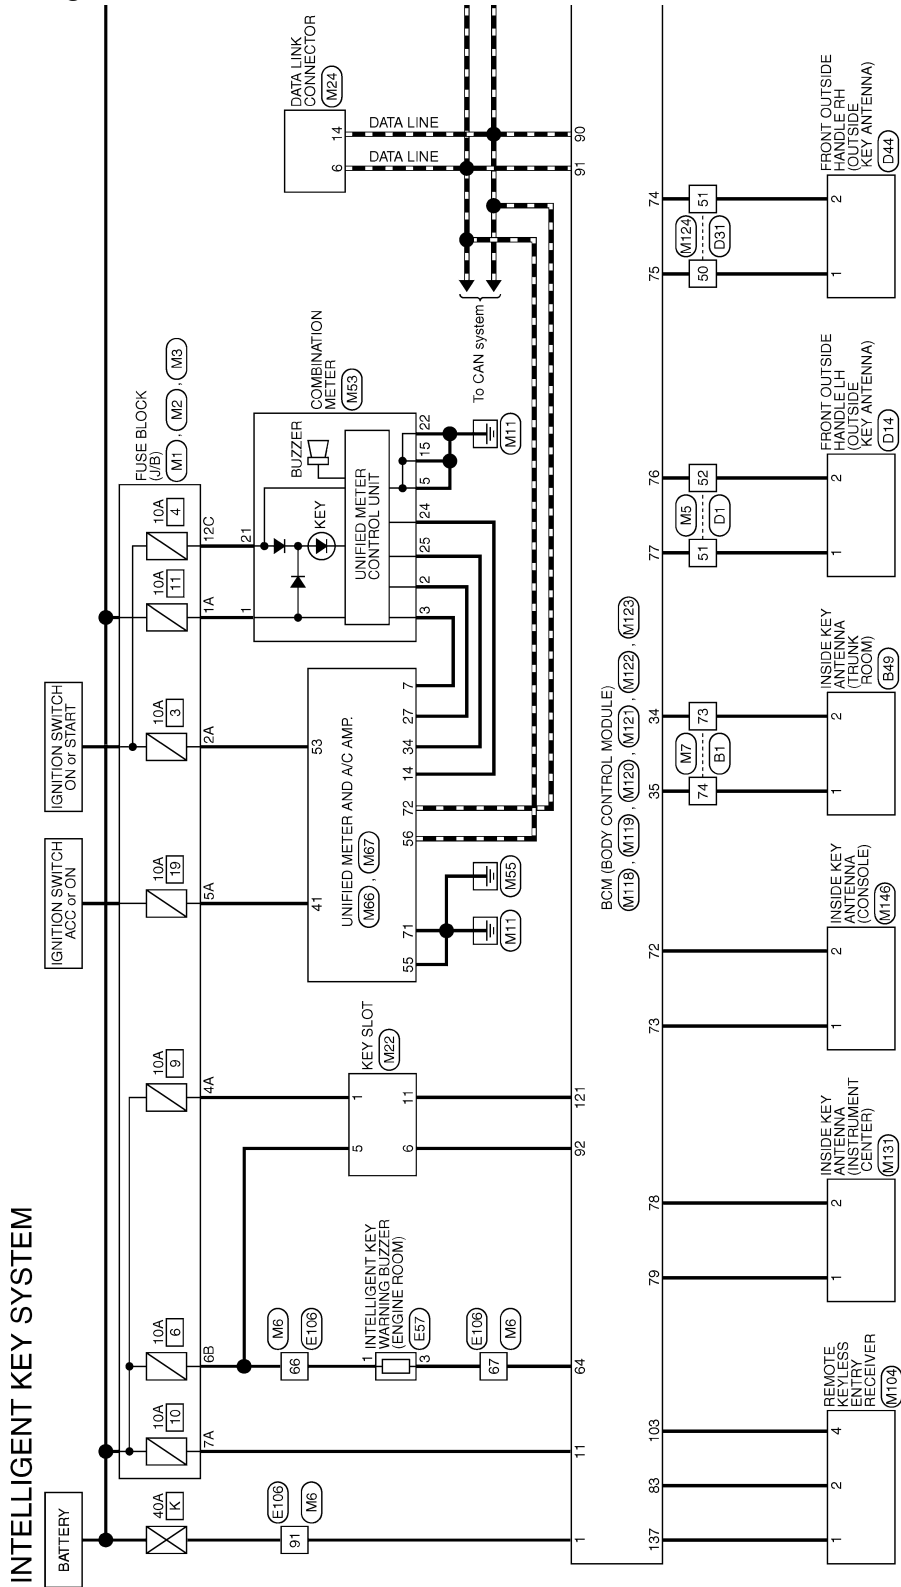 INTELLIGENT KEY SYSTEM
BATTERY
IGNITION SWITCH
ACC or ON
IGNITION SWITCH
ON or START
40A
K
10A
10
10A
6
10A
9
10A
19
10A
3
10A
11
10A
4
FUSE BLOCK
(J/B)
M1 , M2 , M3
7A
6B
4A
5A
2A
1A
12C
E106
M6
91
M6
E106
66
1
INTELLIGENT KEY
WARNING BUZZER
(ENGINE ROOM)
E57
3
E106
M6
67
KEY SLOT
M22
5
1
6
11
41
53
UNIFIED METER AND A/C AMP.
M66 , M67
55
71
56
72
14
34
27
7
M11
M55
1
21
COMBINATION
METER
M53
BUZZER
KEY
UNIFIED METER
CONTROL UNIT
3
2
25
24
5
15
22
M11
To CAN system
DATA LINK
CONNECTOR
M24
6
14
DATA LINE
DATA LINE
1
11
64
92
121
91
90
BCM (BODY CONTROL MODULE)
M118 , M119 , M120 , M121 , M122 , M123
137
83
103
79
78
73
72
35
34
77
76
75
74
74
73
M7
B1
51
52
M5
D1
50
51
M124
D31
1
2
4
REMOTE
KEYLESS
ENTRY
RECEIVER
M104
1
2
INSIDE KEY
ANTENNA
(INSTRUMENT
CENTER)
M131
1
2
INSIDE KEY
ANTENNA
(CONSOLE)
M146
1
2
INSIDE KEY
ANTENNA
(TRUNK
ROOM)
B49
1
2
FRONT OUTSIDE
HANDLE LH
(OUTSIDE
KEY ANTENNA)
D14
1
2
FRONT OUTSIDE
HANDLE RH
(OUTSIDE
KEY ANTENNA)
D44